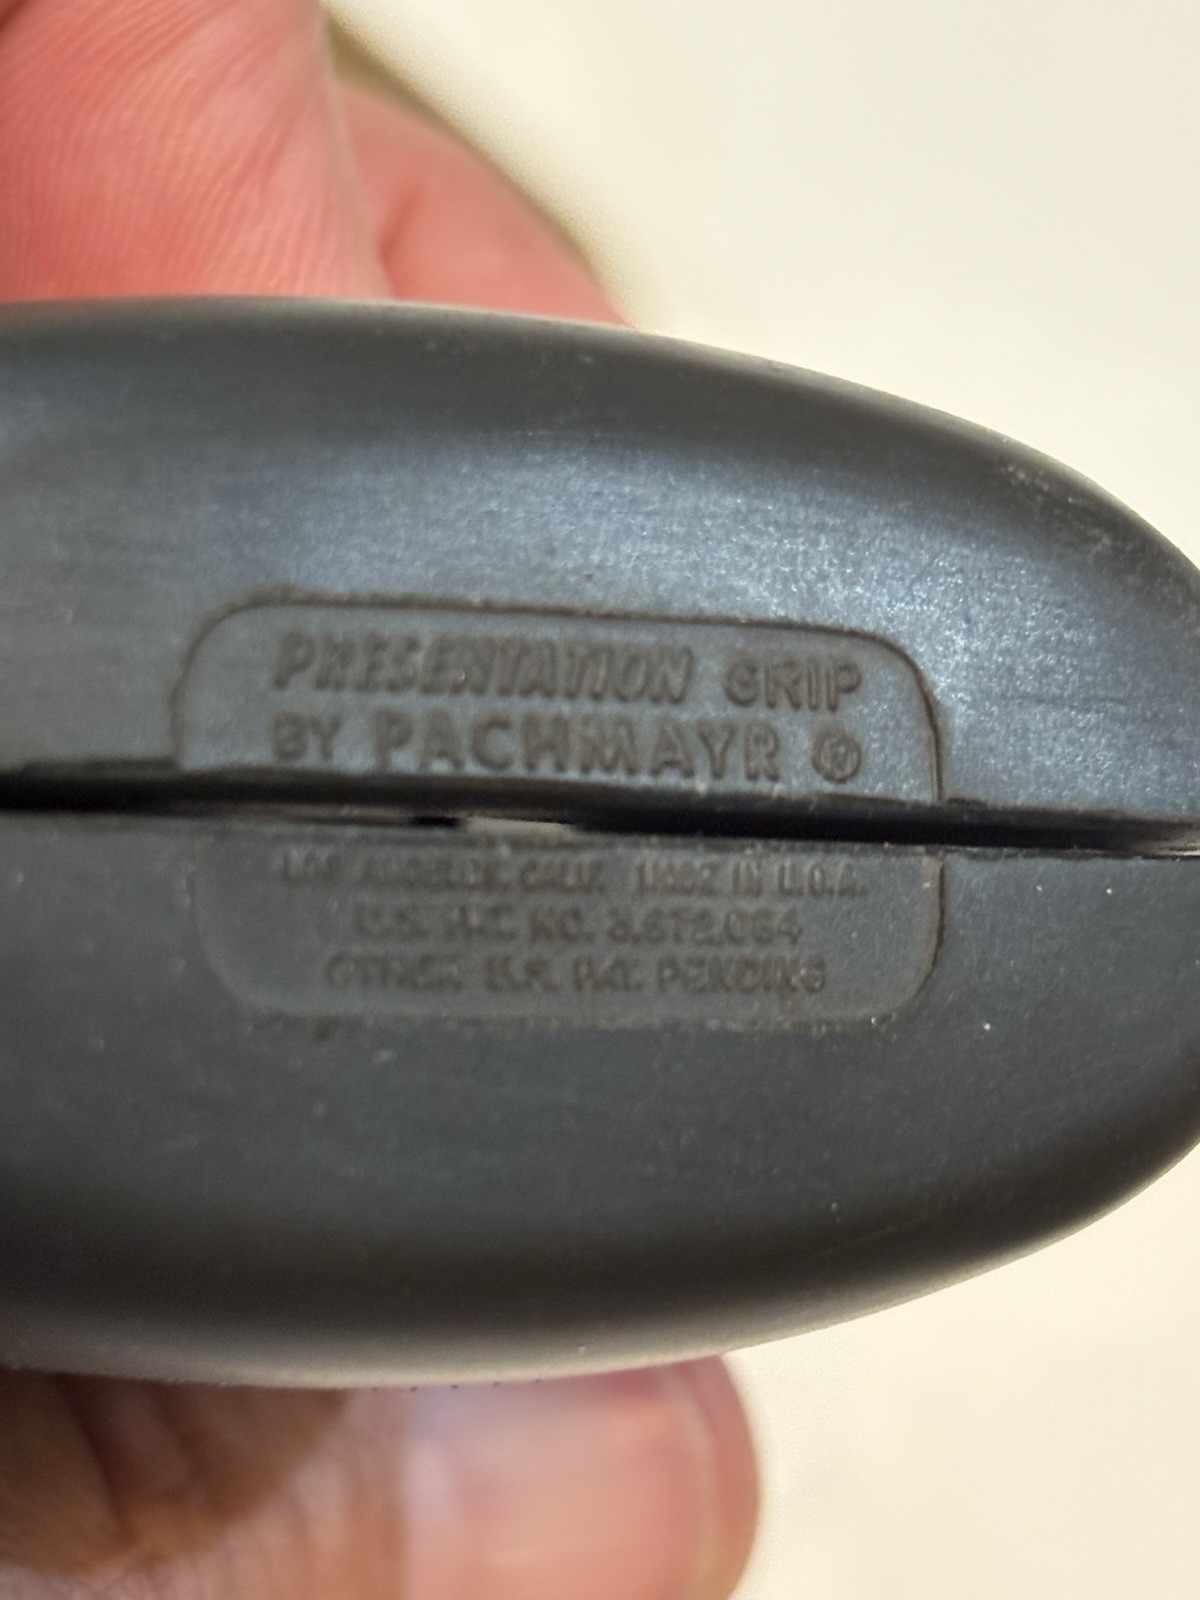 PRESENTATION GRIP
BY PACHMAYR ®
LOS ANGELES, CALIF. MADE IN U.S.A.
U.S. PAT. NO.
OTHER U.S. PAT. PENDING